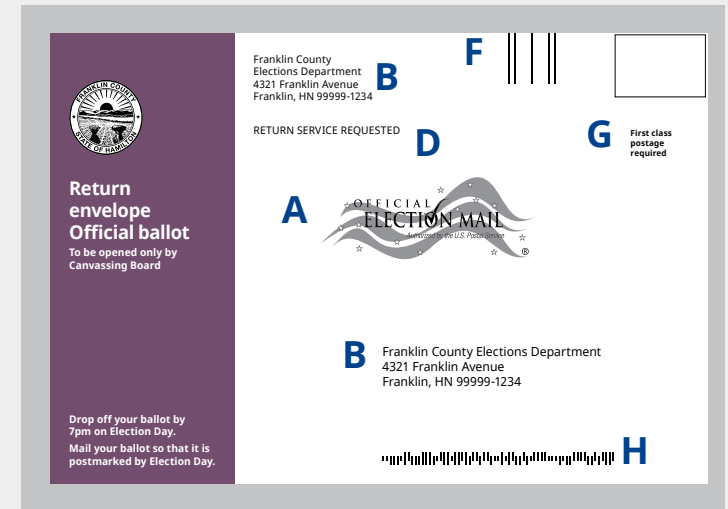 FRANKLIN COUNTY
STATE OF HAMILTON
Return
envelope
Official ballot
To be opened only by
Canvassing Board
Drop off your ballot by
7pm on Election Day.
Mail your ballot so that it is
postmarked by Election Day.
Franklin County
Elections Department
4321 Franklin Avenue
Franklin, HN 99999-1234
B
RETURN SERVICE REQUESTED
D
F
G
First class
postage
required
A
OFFICIAL
ELECTION MAIL
Authorized by the U.S. Postal Service
®
B
Franklin County Elections Department
4321 Franklin Avenue
Franklin, HN 99999-1234
H